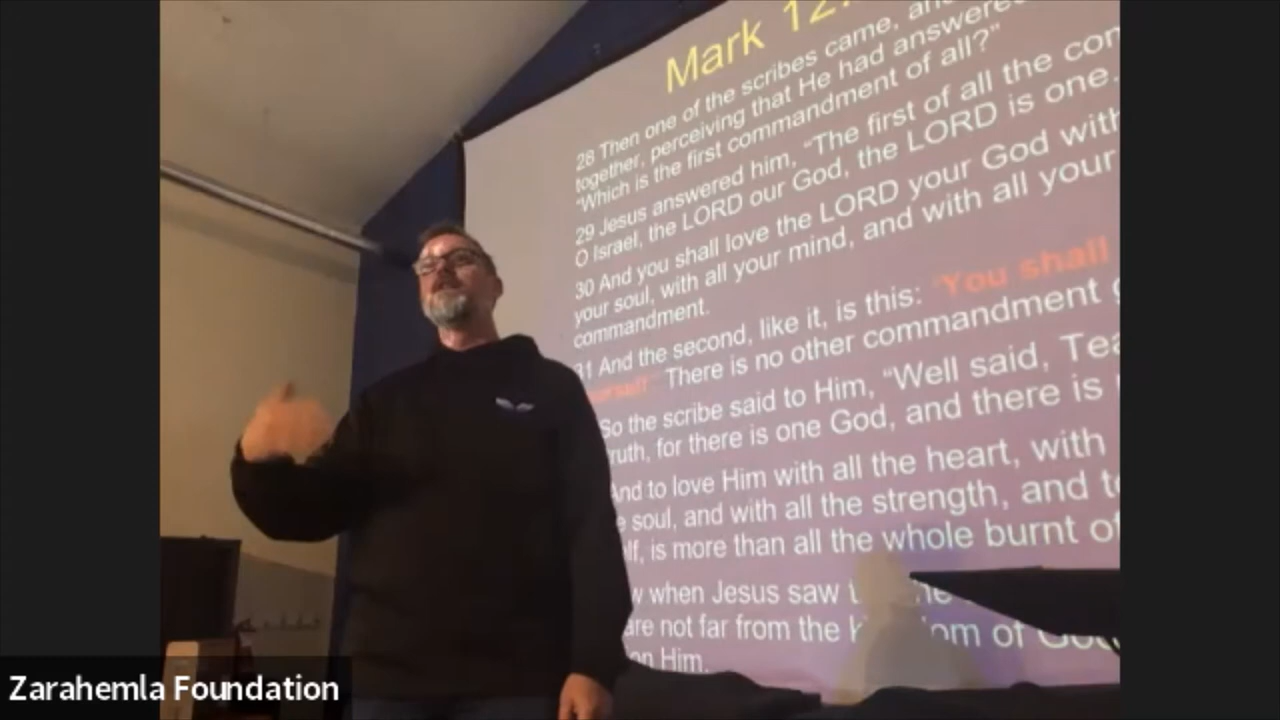 Mark 12:
28 Then one of the scribes came, and
together, perceiving that He had answered
"Which is the first commandment of all?"
29 Jesus answered him, "The first of all the com
O Israel, the LORD our God, the LORD is one.
30 And you shall love the LORD your God with
your soul, with all your mind, and with all your
commandment.
31 And the second, like it, is this: 'You shall
There is no other commandment g
So the scribe said to Him, "Well said, Tea
ruth, for there is one God, and there is
And to love Him with all the heart, with
e soul, and with all the strength, and to
lf, is more than all the whole burnt of
w when Jesus saw
are not far from the k dom of God
on Him.
Zarahemla Foundation